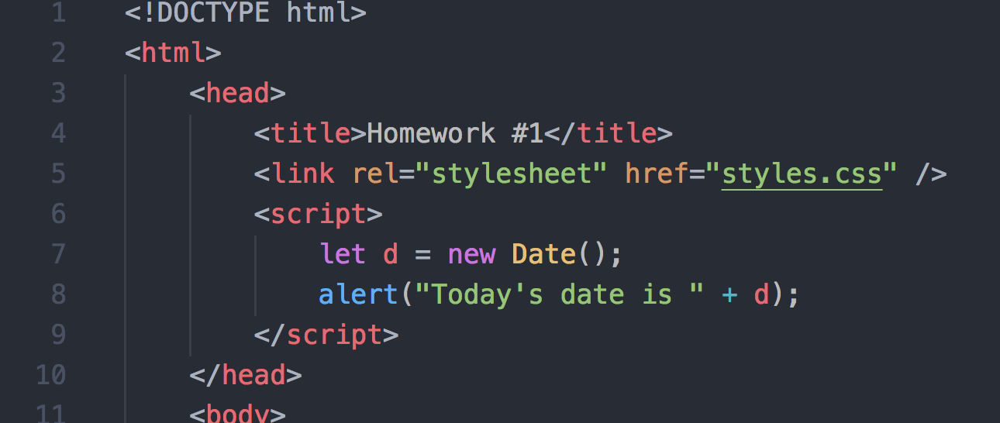 1 <!DOCTYPE html>
2 <html>
3 <head>
4 <title>Homework #1</title>
5 <link rel="stylesheet" href="styles.css" />
6 <script>
7 let d = new Date();
8 alert("Today's date is " + d);
9 </script>
10 </head>
11 <body>